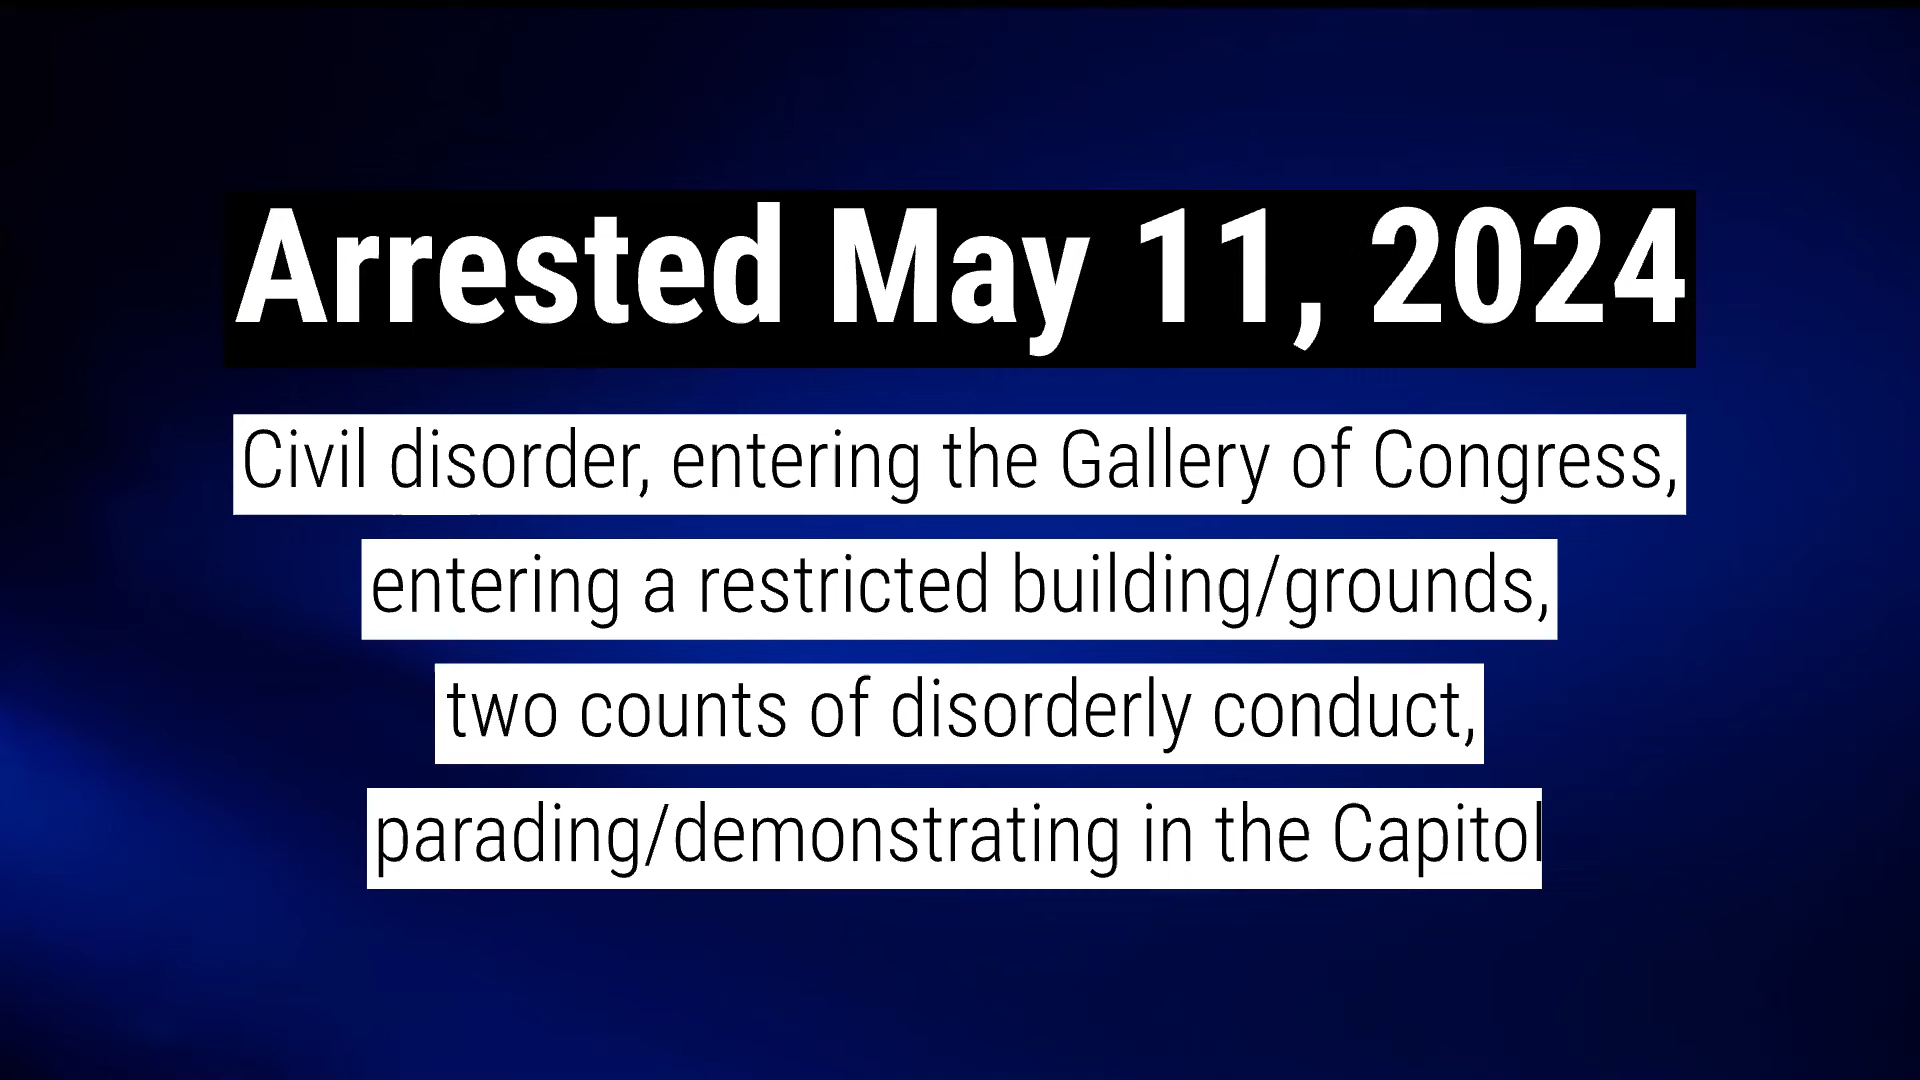 Arrested May 11, 2024
Civil disorder, entering the Gallery of Congress,
entering a restricted building/grounds,
two counts of disorderly conduct,
parading/demonstrating in the Capitol